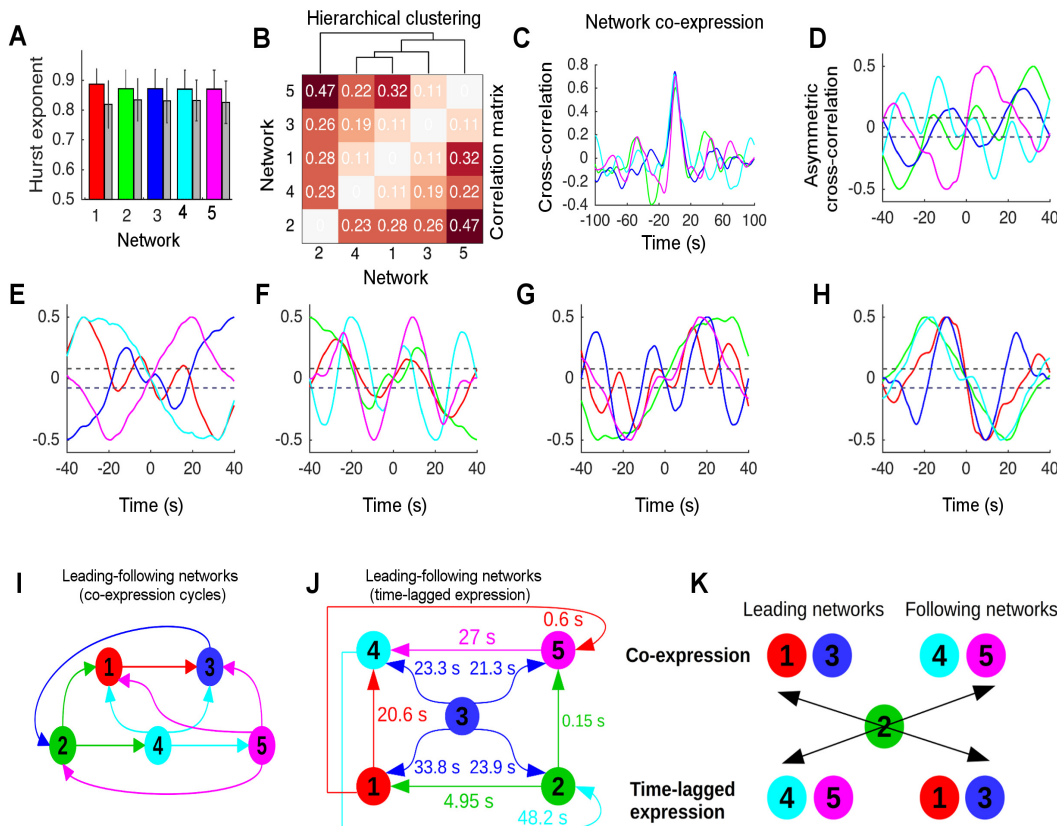 A
Hurst exponent
0.9
0.8
0.7
0.6
0.5
1 2 3 4 5
Network
B
Hierarchical clustering
Network
5 0.47 0.22 0.32 0.11 0
3 0.26 0.19 0.11 0 0.11
1 0.28 0.11 0 0.11 0.32
4 0.23 0 0.11 0.19 0.22
2 0 0.23 0.28 0.26 0.47
2 4 1 3 5
Network
Correlation matrix
Network co-expression
C
Cross-correlation
0.8
0.6
0.4
0.2
0
-0.2
-0.4
-100 -60 -20 20 60 100
Time (s)
D
Asymmetric
cross-correlation
0.5
0
-0.5
-40 -20 0 20 40
Time (s)
E
0.5
0
-0.5
-40 -20 0 20 40
Time (s)
F
0.5
0
-0.5
-40 -20 0 20 40
Time (s)
G
0.5
0
-0.5
-40 -20 0 20 40
Time (s)
H
0.5
0
-0.5
-40 -20 0 20 40
Time (s)
I
Leading-following networks
(co-expression cycles)
1 3
2 4 5
J
Leading-following networks
(time-lagged expression)
0.6 s
4 27 s 5
23.3 s 21.3 s
20.6 s 3 0.15 s
33.8 s 23.9 s
1 4.95 s 2
48.2 s
K
Leading networks Following networks
Co-expression 1 3 4 5
2
Time-lagged
expression
4 5 1 3